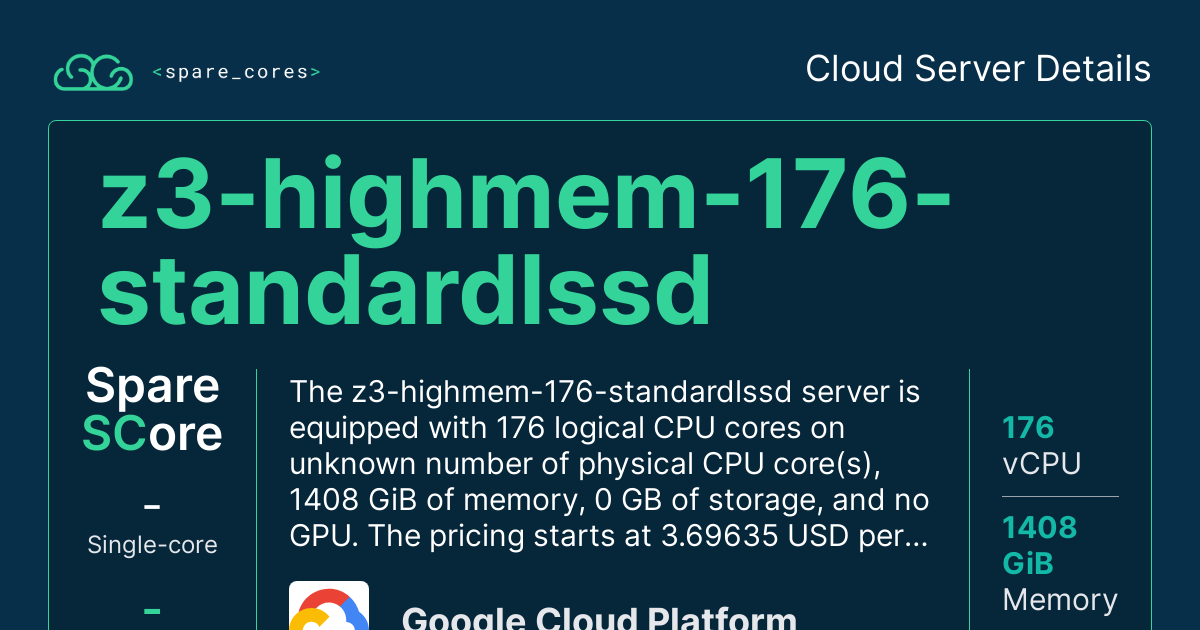 <spare_cores>
Cloud Server Details
z3-highmem-176-
standardlssd
Spare
SCore
–
Single-core
–
The z3-highmem-176-standardlssd server is
equipped with 176 logical CPU cores on
unknown number of physical CPU core(s),
1408 GiB of memory, 0 GB of storage, and no
GPU. The pricing starts at 3.69635 USD per...
Google Cloud Platform
176
vCPU
1408
GiB
Memory